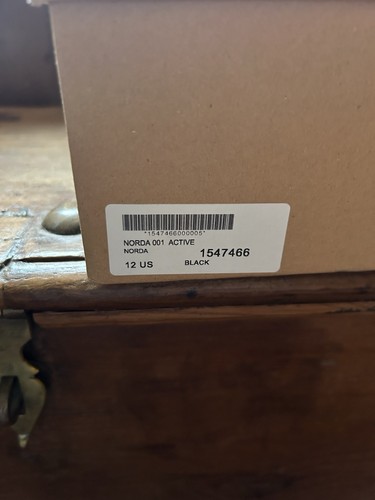 *1547466000005*
NORDA 001 ACTIVE
NORDA 1547466
12 US BLACK